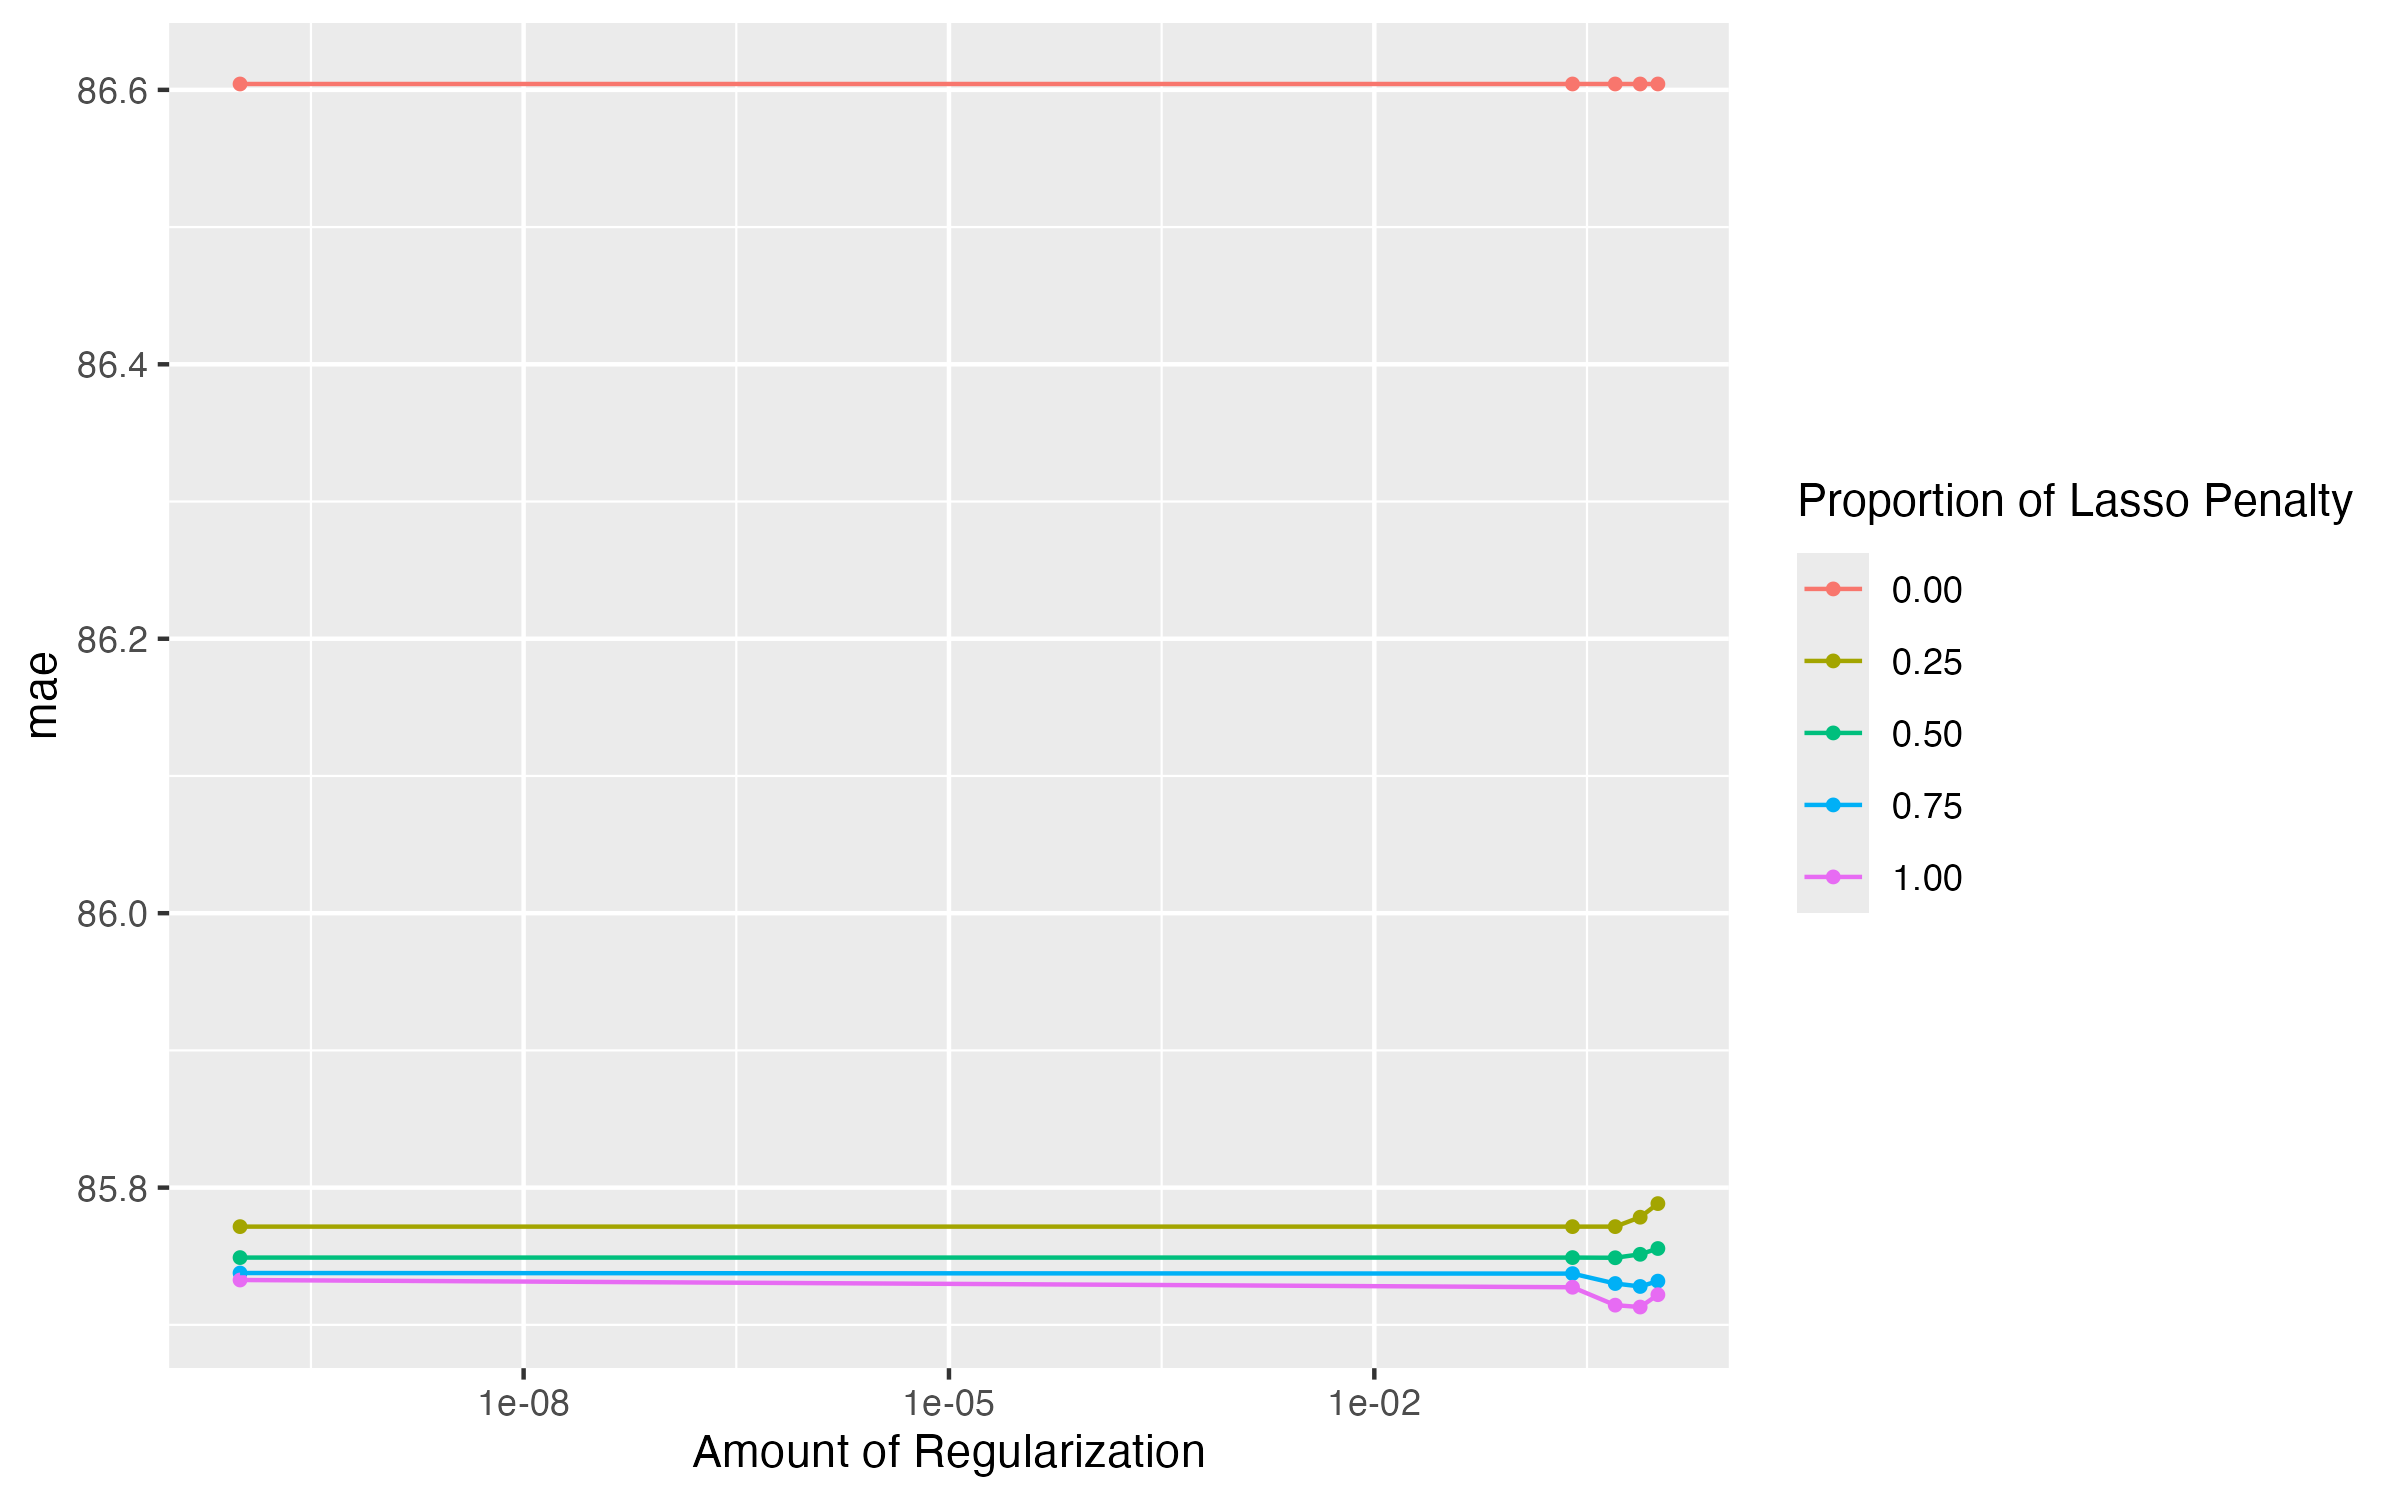 mae
86.6
86.4
86.2
86.0
85.8
1e-08
1e-05
1e-02
Amount of Regularization
Proportion of Lasso Penalty
0.00
0.25
0.50
0.75
1.00